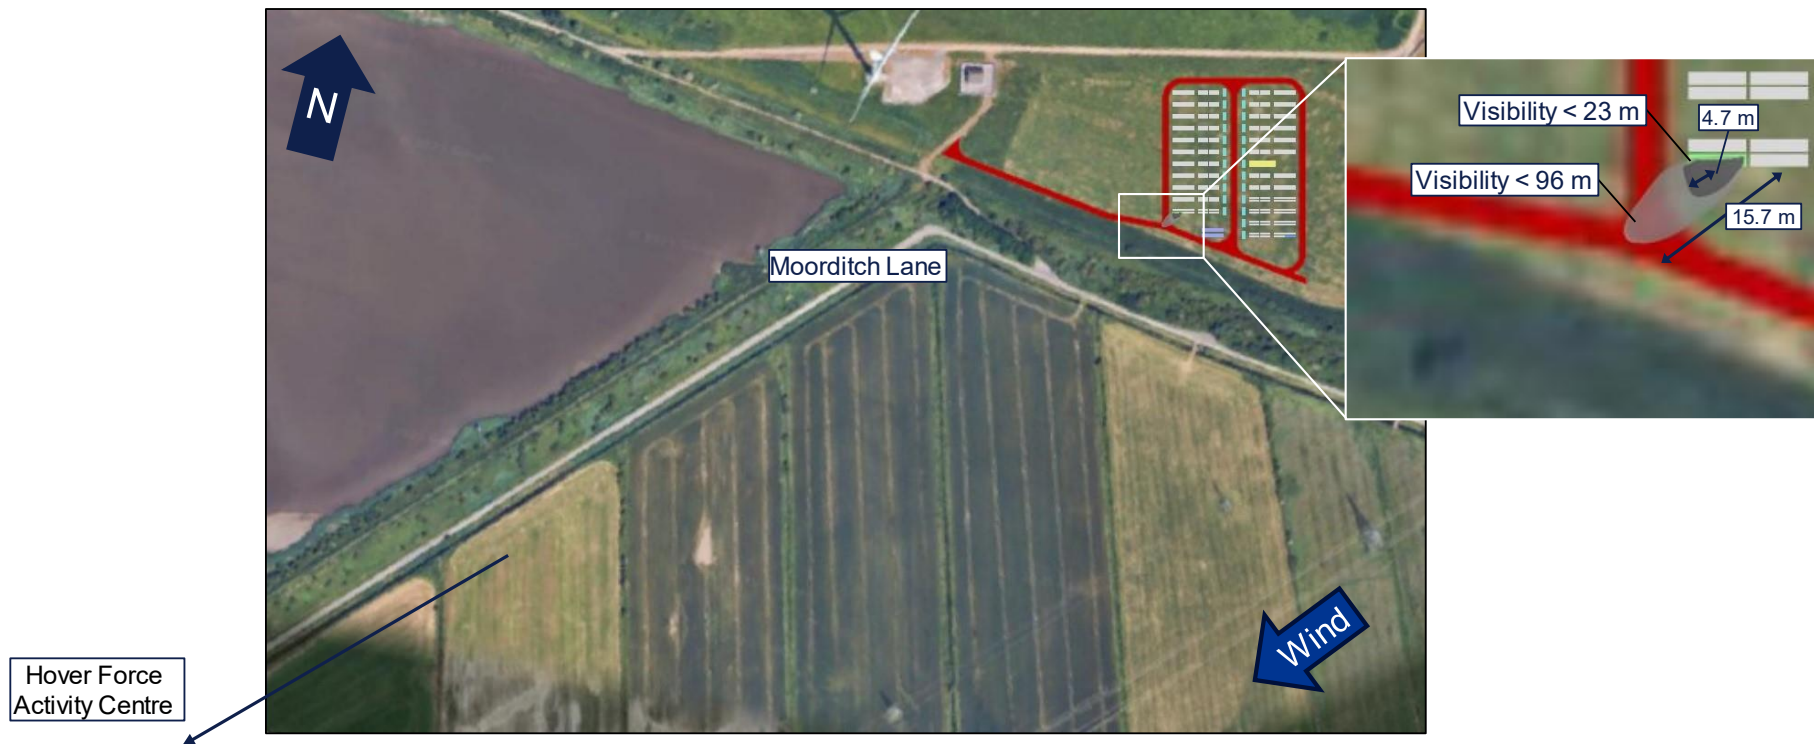 N
Visibility < 23 m
4.7 m
Visibility < 96 m
15.7 m
Moorditch Lane
Wind
Hover Force
Activity Centre